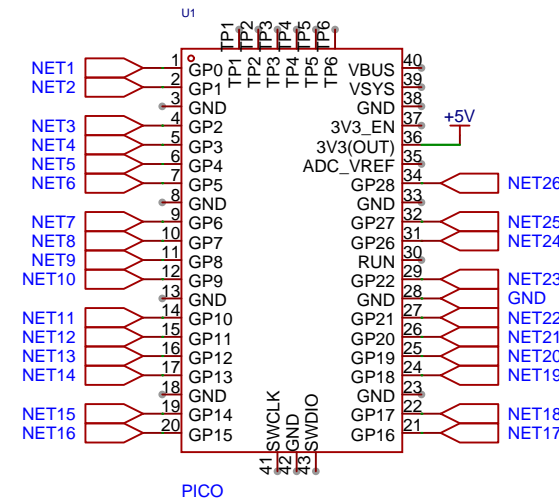 U1
TP1 TP2 TP3 TP4 TP5 TP6
TP1 TP2 TP3 TP4 TP5 TP6
NET1 1 GP0 VBUS 40
NET2 2 GP1 VSYS 39
3 GND GND 38
NET3 4 GP2 3V3_EN 37 +5V
NET4 5 GP3 3V3(OUT) 36
NET5 6 GP4 ADC_VREF 35
NET6 7 GP5 GP28 34 NET26
8 GND GND 33
NET7 9 GP6 GP27 32 NET25
NET8 10 GP7 GP26 31 NET24
NET9 11 GP8 RUN 30
NET10 12 GP9 GP22 29 NET23
13 GND GND 28 GND
NET11 14 GP10 GP21 27 NET22
NET12 15 GP11 GP20 26 NET21
NET13 16 GP12 GP19 25 NET20
NET14 17 GP13 GP18 24 NET19
18 GND GND 23
NET15 19 GP14 GP17 22 NET18
NET16 20 GP15 GP16 21 NET17
SWCLK GND SWDIO
41 42 43
PICO